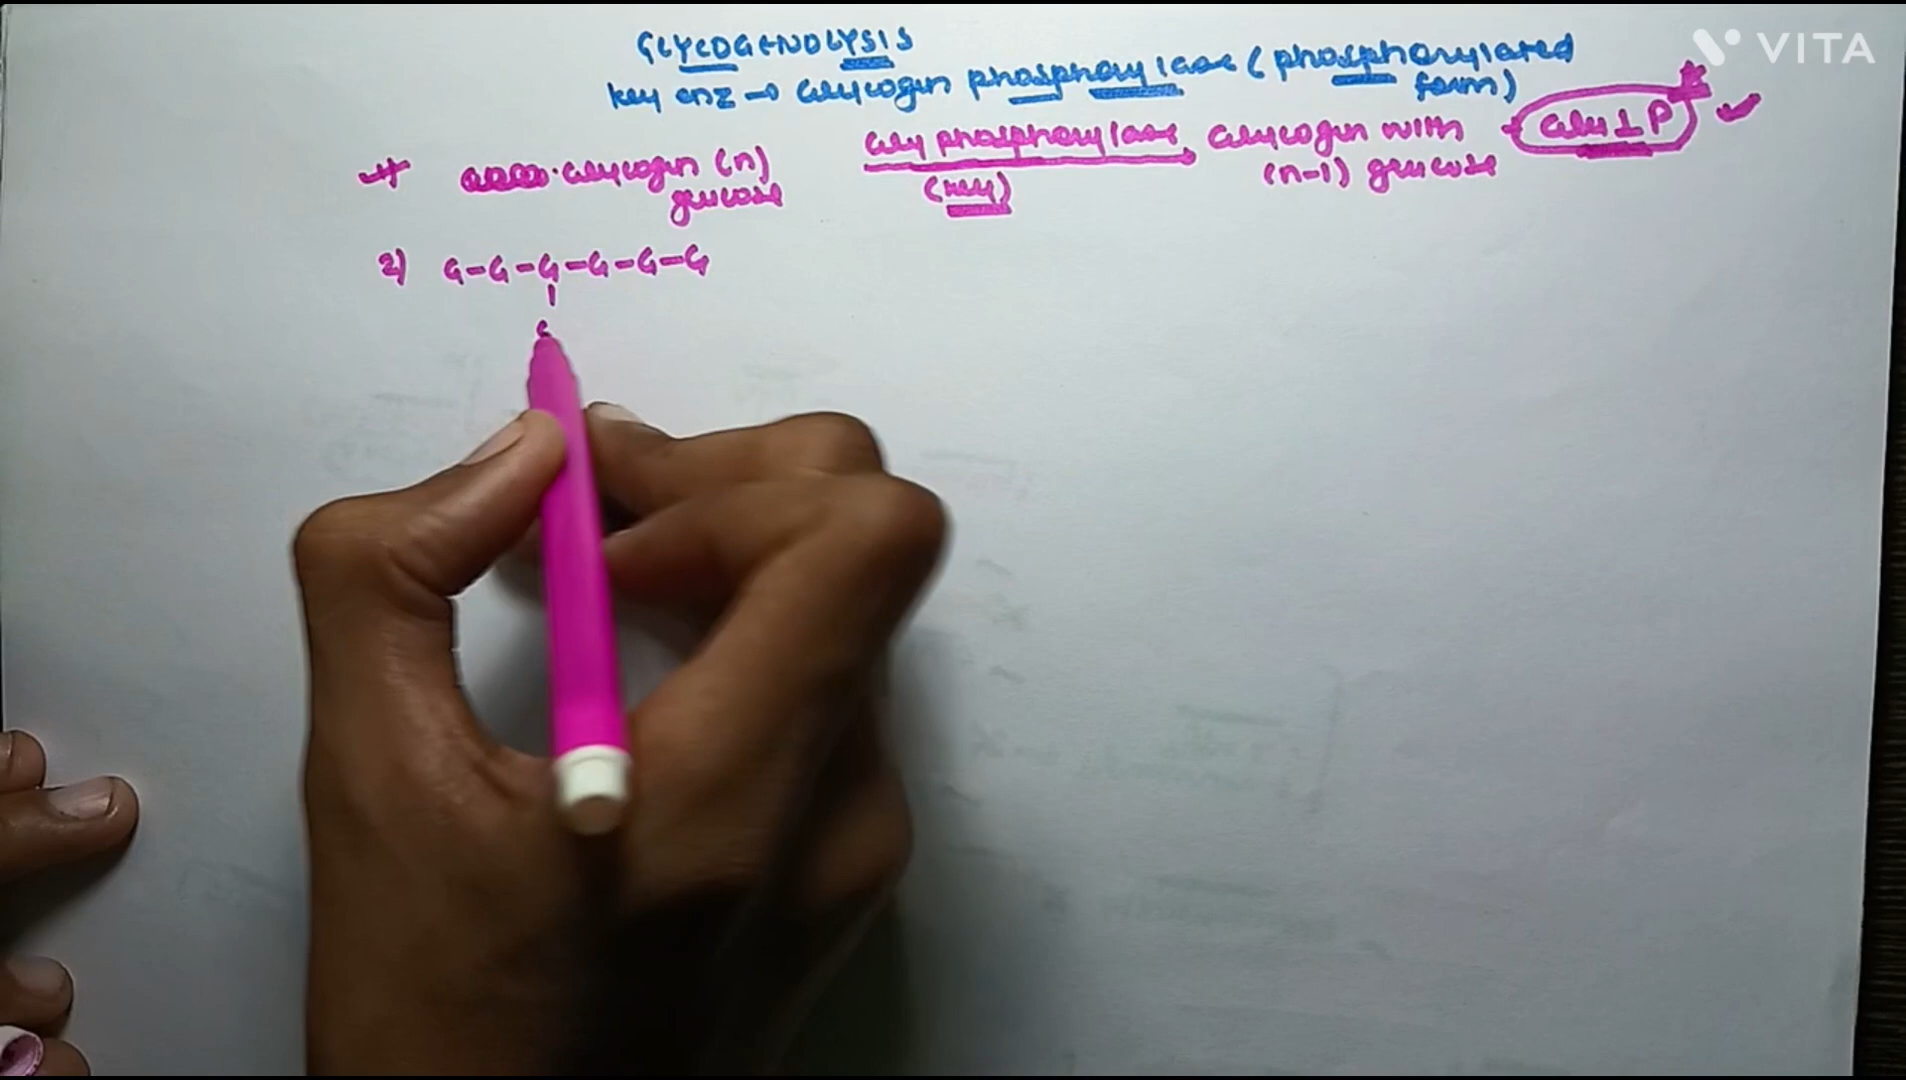 GLYCOGENOLYSIS
VITA
key enz → Glycogen phosphorylase (phosphorylated form)
* Glycogen (n) glucose Gly phosphorylase (key) Glycogen with (n-1) glucose + Glu 1 P
2) G-G-G-G-G-G
G